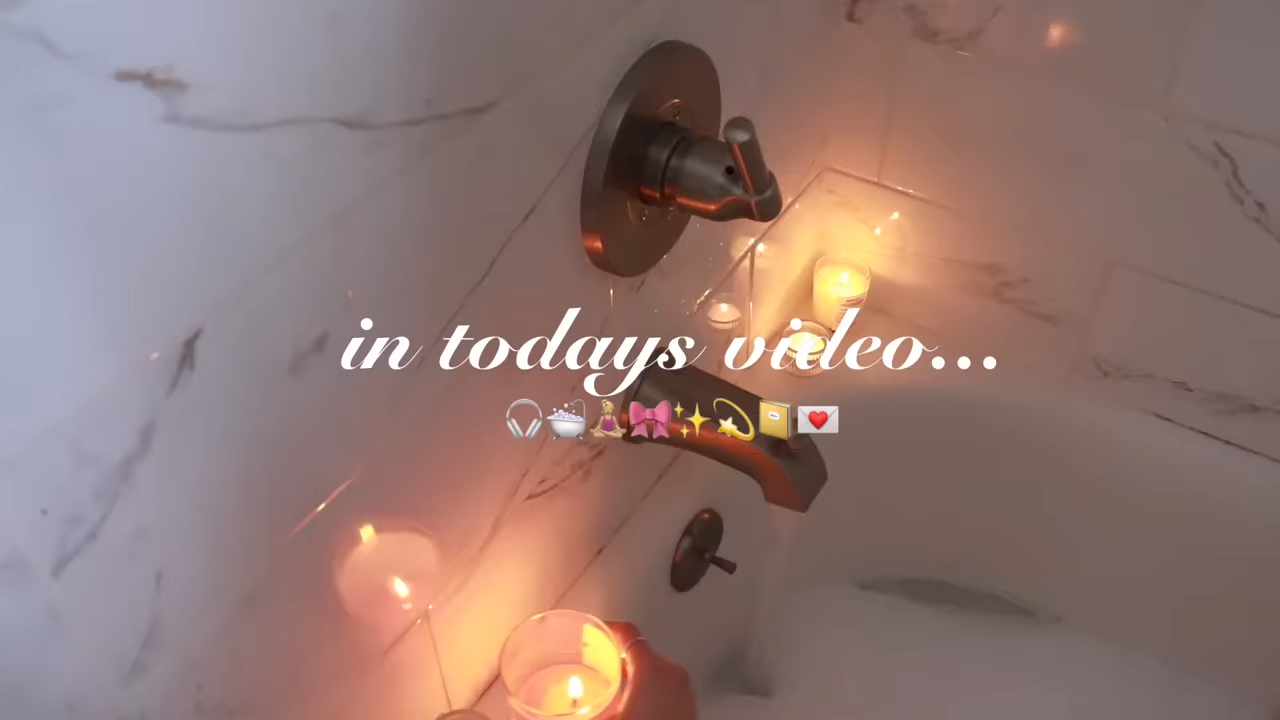 in todays video...
🎧🛁🧘🏼‍♀️🎀✨💫📒💌